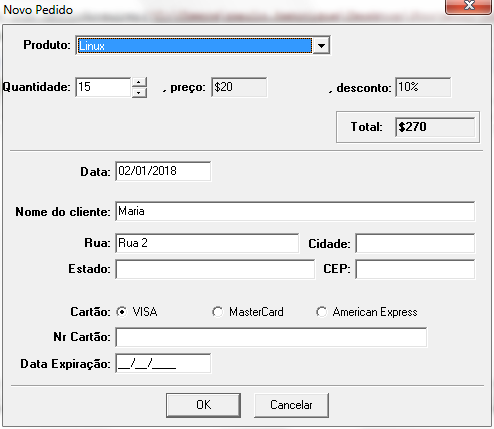 Novo Pedido
Produto: Linux
Quantidade: 15 , preço: $20 , desconto: 10%
Total: $270
Data: 02/01/2018
Nome do cliente: Maria
Rua: Rua 2 Cidade:
Estado: CEP:
Cartão: VISA MasterCard American Express
Nr Cartão:
Data Expiração: __/__/____
OK Cancelar